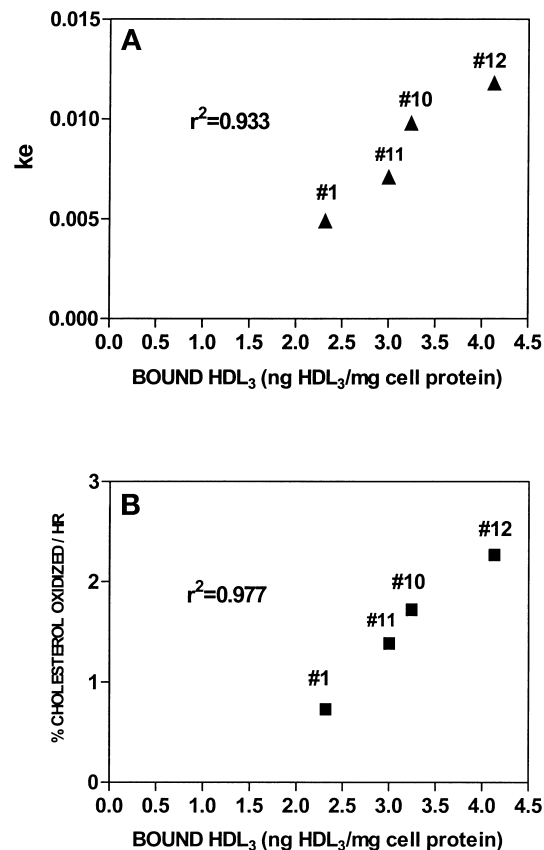 0.015
A
#12
#10
r²=0.933
0.010
#11
ke
#1
0.005
0.000
0.0 0.5 1.0 1.5 2.0 2.5 3.0 3.5 4.0 4.5
BOUND HDL₃ (ng HDL₃/mg cell protein)
3
B
#12
#10
r²=0.977
2
#11
% CHOLESTEROL OXIDIZED / HR
#1
1
0
0.0 0.5 1.0 1.5 2.0 2.5 3.0 3.5 4.0 4.5
BOUND HDL₃ (ng HDL₃/mg cell protein)